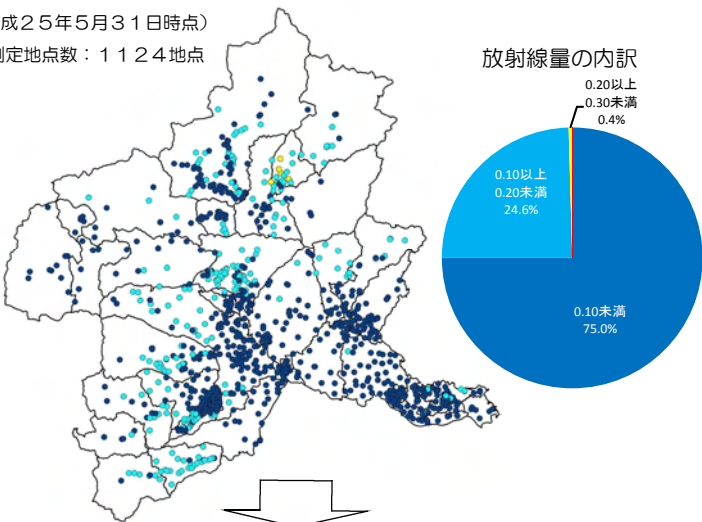 成25年5月31日時点)
測定地点数：1124地点
放射線量の内訳
0.20以上
0.30未満
0.4%
0.10以上
0.20未満
24.6%
0.10未満
75.0%